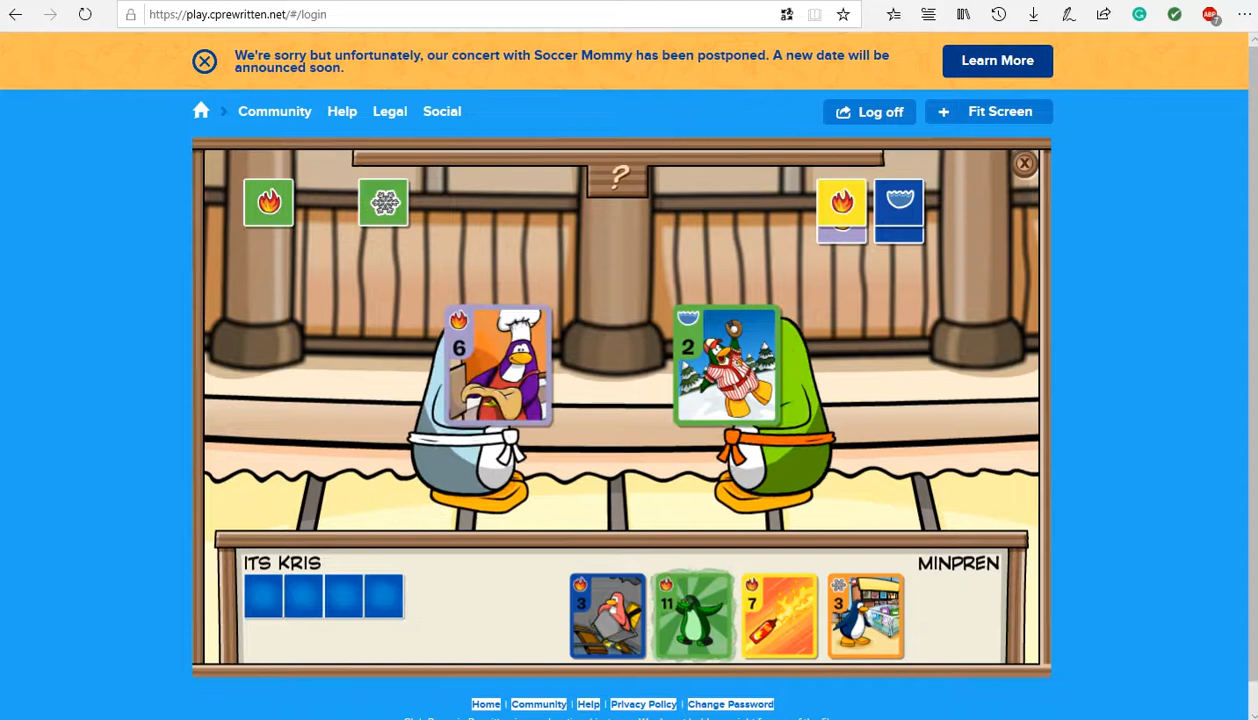 https://play.cprewritten.net/#/login
ABP
7
We're sorry but unfortunately, our concert with Soccer Mommy has been postponed. A new date will be
announced soon.
Learn More
Community Help Legal Social
Log off
+ Fit Screen
?
X
6
2
ITS KRIS
MINPREN
3
11
7
3
Home | Community | Help | Privacy Policy | Change Password